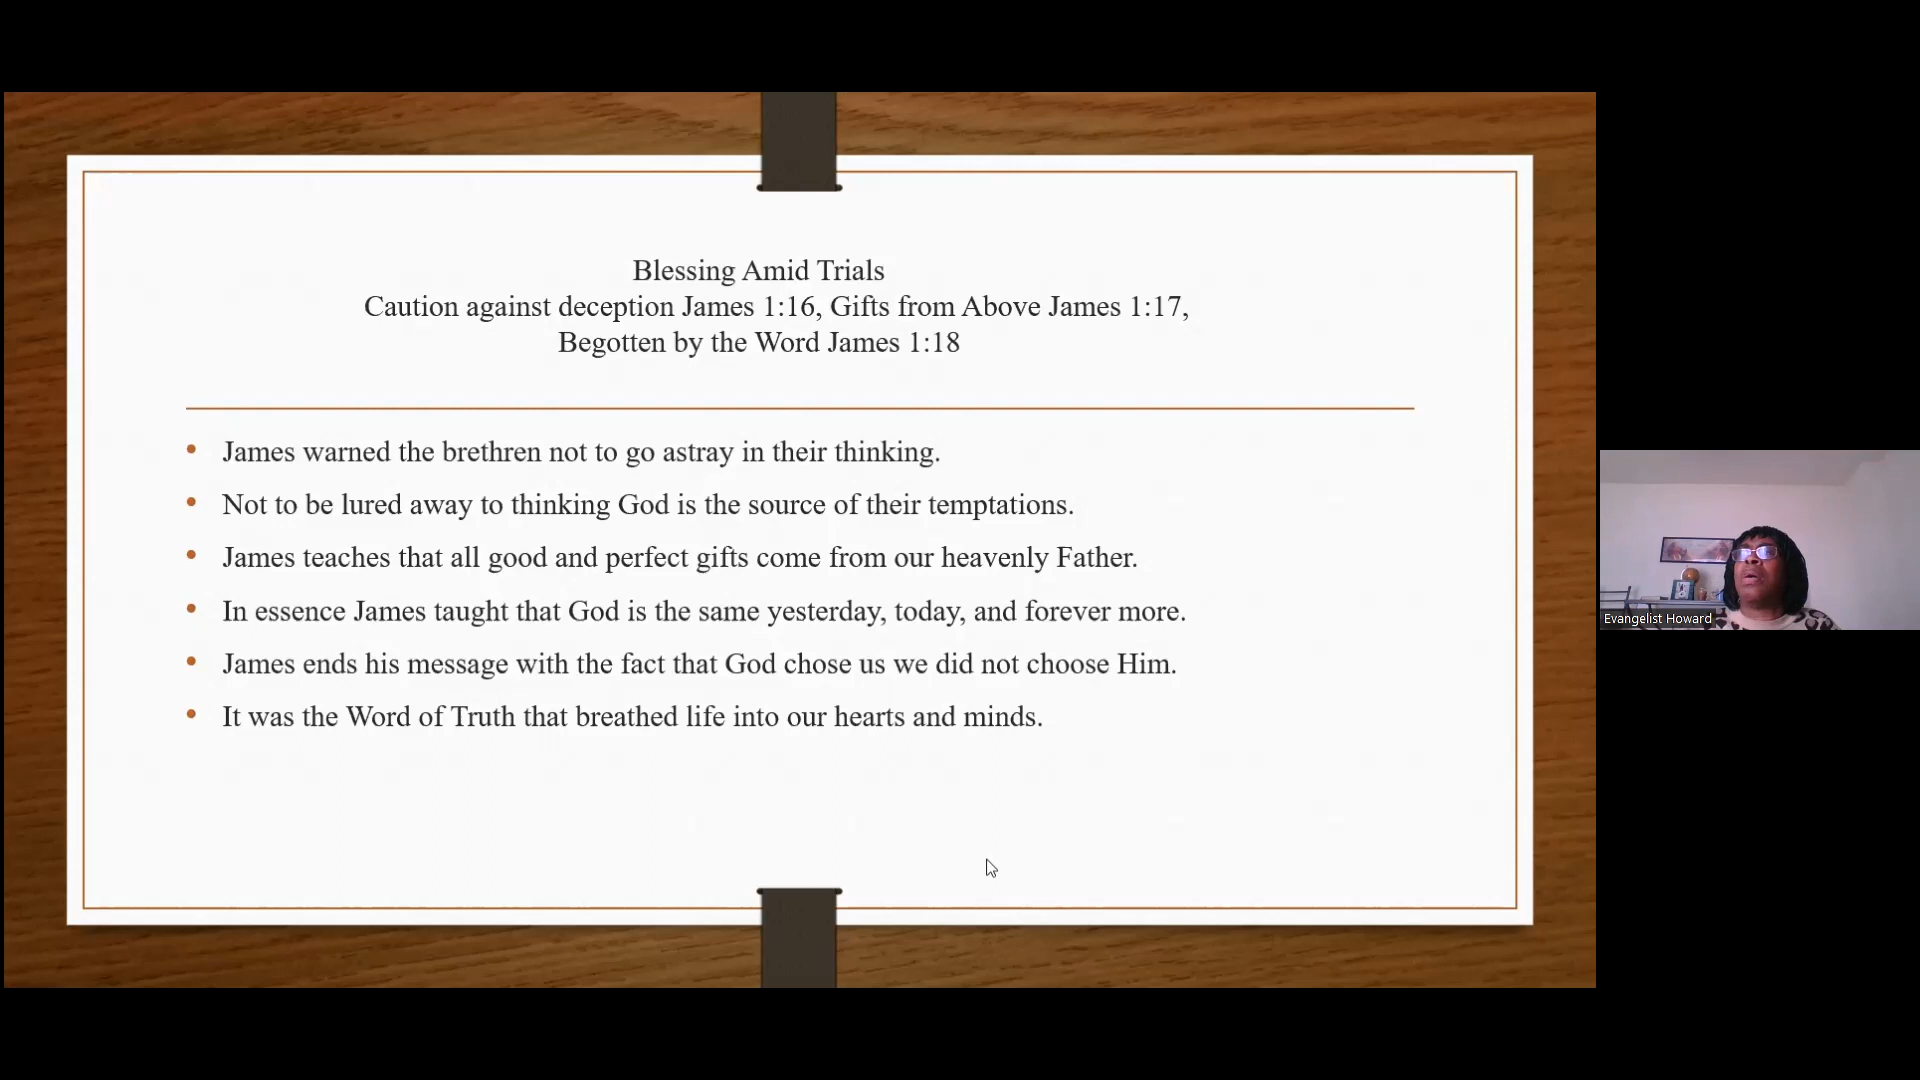 Blessing Amid Trials
Caution against deception James 1:16, Gifts from Above James 1:17,
Begotten by the Word James 1:18
• James warned the brethren not to go astray in their thinking.
• Not to be lured away to thinking God is the source of their temptations.
• James teaches that all good and perfect gifts come from our heavenly Father.
• In essence James taught that God is the same yesterday, today, and forever more.
• James ends his message with the fact that God chose us we did not choose Him.
• It was the Word of Truth that breathed life into our hearts and minds.
Evangelist Howard